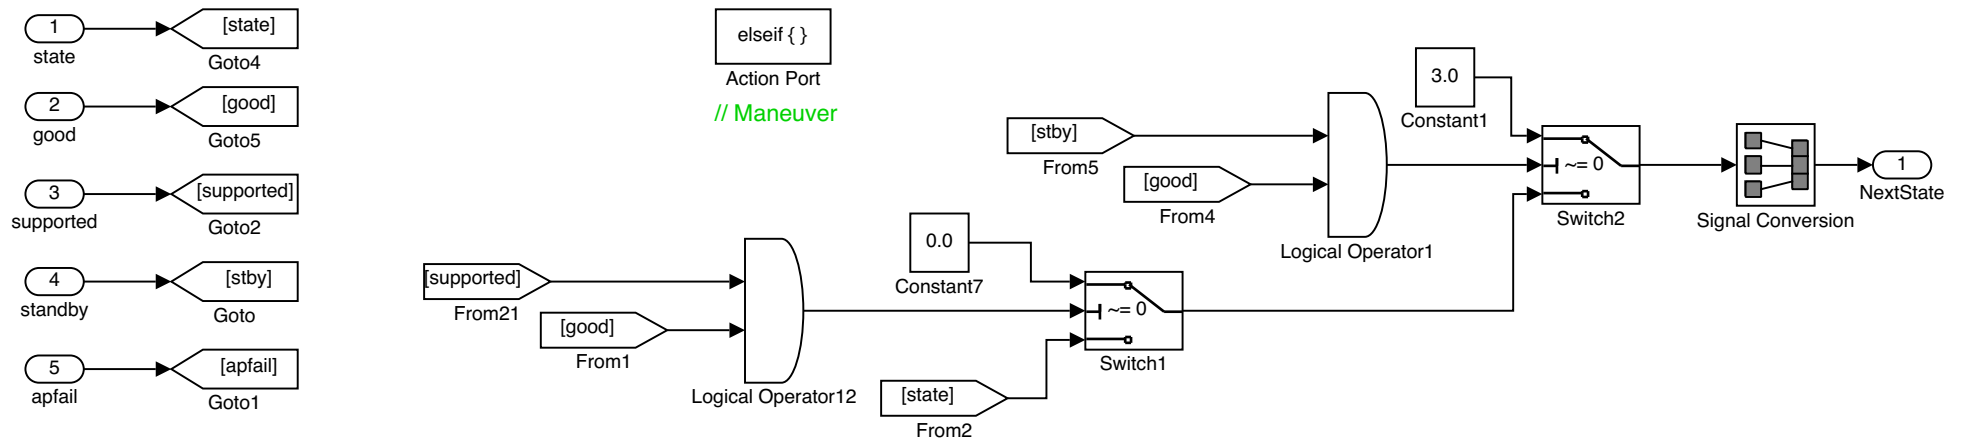 1
[state]
state
Goto4
2
[good]
good
Goto5
3
[supported]
supported
Goto2
4
[stby]
standby
Goto
5
[apfail]
apfail
Goto1
elseif { }
Action Port
// Maneuver
[supported]
From21
[good]
From1
Logical Operator12
0.0
Constant7
[state]
From2
~= 0
Switch1
[stby]
From5
[good]
From4
Logical Operator1
3.0
Constant1
~= 0
Switch2
Signal Conversion
1
NextState